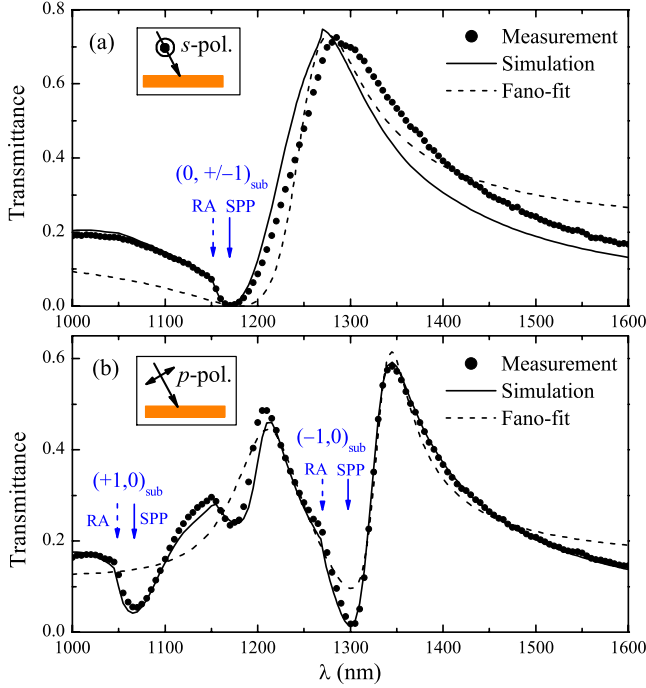 (a)
s-pol.
Measurement
Simulation
Fano-fit
(0, +/−1)sub
RA SPP
Transmittance
0.8
0.6
0.4
0.2
0.0
1000 1100 1200 1300 1400 1500 1600
(b)
p-pol.
Measurement
Simulation
Fano-fit
(−1,0)sub
RA SPP
(+1,0)sub
RA SPP
Transmittance
0.6
0.4
0.2
0.0
1000 1100 1200 1300 1400 1500 1600
λ (nm)